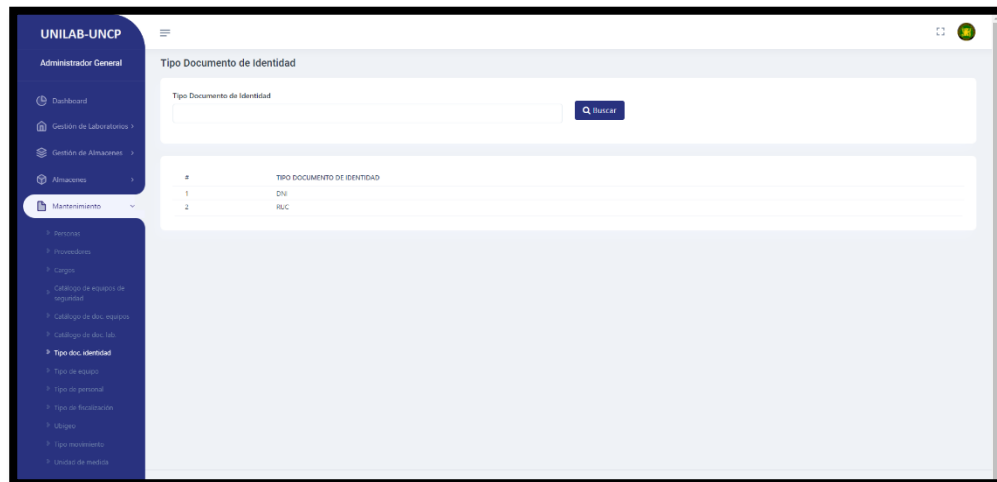 UNILAB-UNCP
Administrador General
Dashboard
Gestión de Laboratorios
Gestión de Almacenes
Almacenes
Mantenimiento
Personas
Proveedores
Cargos
Catálogo de equipos de
seguridad
Catálogo de doc. equipos
Catálogo de doc. lab.
Tipo doc. identidad
Tipo de equipo
Tipo de personal
Tipo de fiscalización
Ubigeo
Tipo movimiento
Unidad de medida
Tipo Documento de Identidad
Tipo Documento de Identidad
Buscar
# TIPO DOCUMENTO DE IDENTIDAD
1 DNI
2 RUC